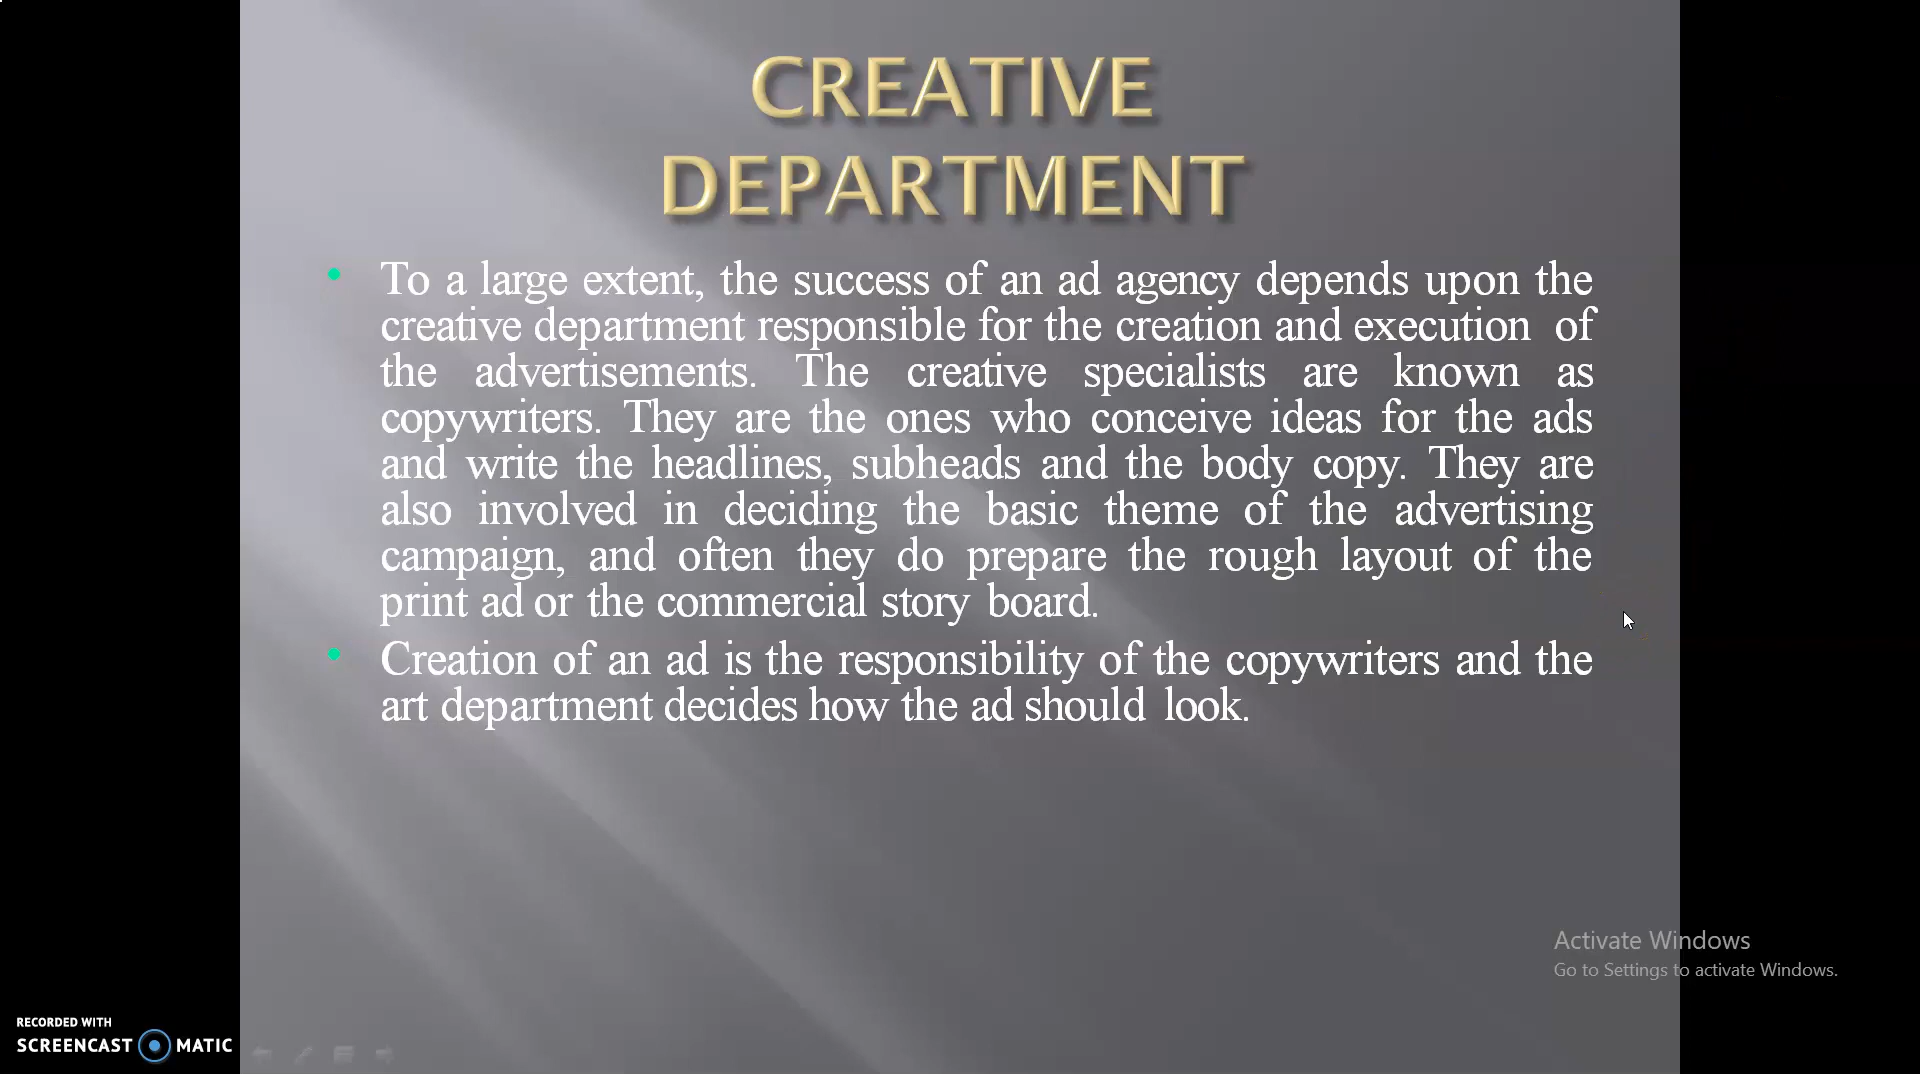 CREATIVE
DEPARTMENT
To a large extent, the success of an ad agency depends upon the
creative department responsible for the creation and execution of
the advertisements. The creative specialists are known as
copywriters. They are the ones who conceive ideas for the ads
and write the headlines, subheads and the body copy. They are
also involved in deciding the basic theme of the advertising
campaign, and often they do prepare the rough layout of the
print ad or the commercial story board.
Creation of an ad is the responsibility of the copywriters and the
art department decides how the ad should look.
Activate Windows
Go to Settings to activate Windows.
RECORDED WITH
SCREENCAST MATIC